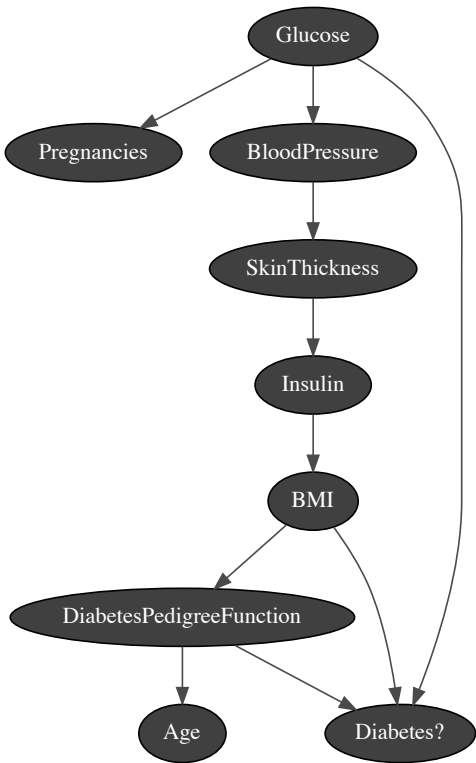 Glucose
Pregnancies
BloodPressure
SkinThickness
Insulin
BMI
DiabetesPedigreeFunction
Age
Diabetes?